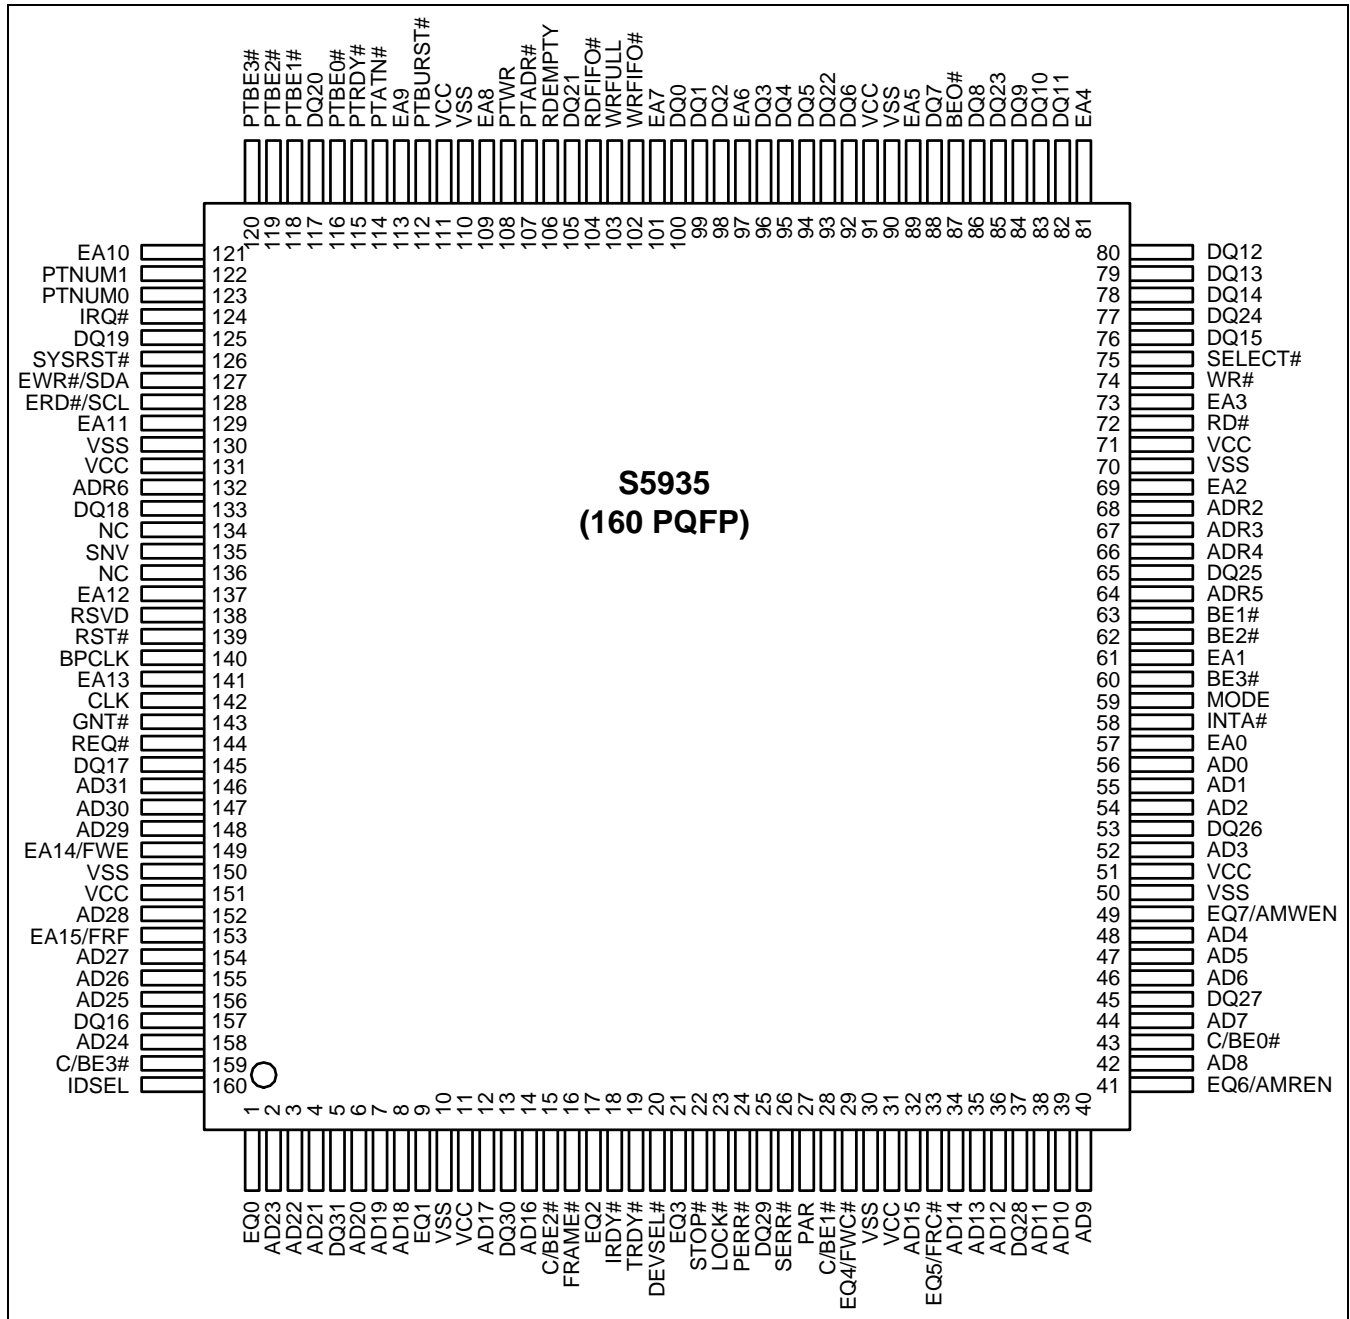 PTBE3# PTBE2# PTBE1# DQ20 PTBE0# PTRDY# PTATN# EA9 PTBURST# VCC VSS EA8 PTWR PTADR# RDEMPTY DQ21 RDFIFO# WRFULL WRFIFO# EA7 DQ0 DQ1 DQ2 EA6 DQ3 DQ4 DQ5 DQ22 DQ6 VCC VSS EA5 DQ7 BEO# DQ8 DQ23 DQ9 DQ10 DQ11 EA4
120 119 118 117 116 115 114 113 112 111 110 109 108 107 106 105 104 103 102 101 100 99 98 97 96 95 94 93 92 91 90 89 88 87 86 85 84 83 82 81
EA10 121 80 DQ12
PTNUM1 122 79 DQ13
PTNUM0 123 78 DQ14
IRQ# 124 77 DQ24
DQ19 125 76 DQ15
SYSRST# 126 75 SELECT#
EWR#/SDA 127 74 WR#
ERD#/SCL 128 73 EA3
EA11 129 72 RD#
VSS 130 71 VCC
VCC 131 70 VSS
ADR6 132 69 EA2
S5935
DQ18 133 68 ADR2
(160 PQFP)
NC 134 67 ADR3
SNV 135 66 ADR4
NC 136 65 DQ25
EA12 137 64 ADR5
RSVD 138 63 BE1#
RST# 139 62 BE2#
BPCLK 140 61 EA1
EA13 141 60 BE3#
CLK 142 59 MODE
GNT# 143 58 INTA#
REQ# 144 57 EA0
DQ17 145 56 AD0
AD31 146 55 AD1
AD30 147 54 AD2
AD29 148 53 DQ26
EA14/FWE 149 52 AD3
VSS 150 51 VCC
VCC 151 50 VSS
AD28 152 49 EQ7/AMWEN
EA15/FRF 153 48 AD4
AD27 154 47 AD5
AD26 155 46 AD6
AD25 156 45 DQ27
DQ16 157 44 AD7
AD24 158 43 C/BE0#
C/BE3# 159 42 AD8
IDSEL 160 41 EQ6/AMREN
1 2 3 4 5 6 7 8 9 10 11 12 13 14 15 16 17 18 19 20 21 22 23 24 25 26 27 28 29 30 31 32 33 34 35 36 37 38 39 40
EQ0 AD23 AD22 AD21 DQ31 AD20 AD19 AD18 EQ1 VSS VCC AD17 DQ30 AD16 C/BE2# FRAME# EQ2 IRDY# TRDY# DEVSEL# EQ3 STOP# LOCK# PERR# DQ29 SERR# PAR C/BE1# EQ4/FWC# VSS VCC AD15 EQ5/FRC# AD14 AD13 AD12 DQ28 AD11 AD10 AD9